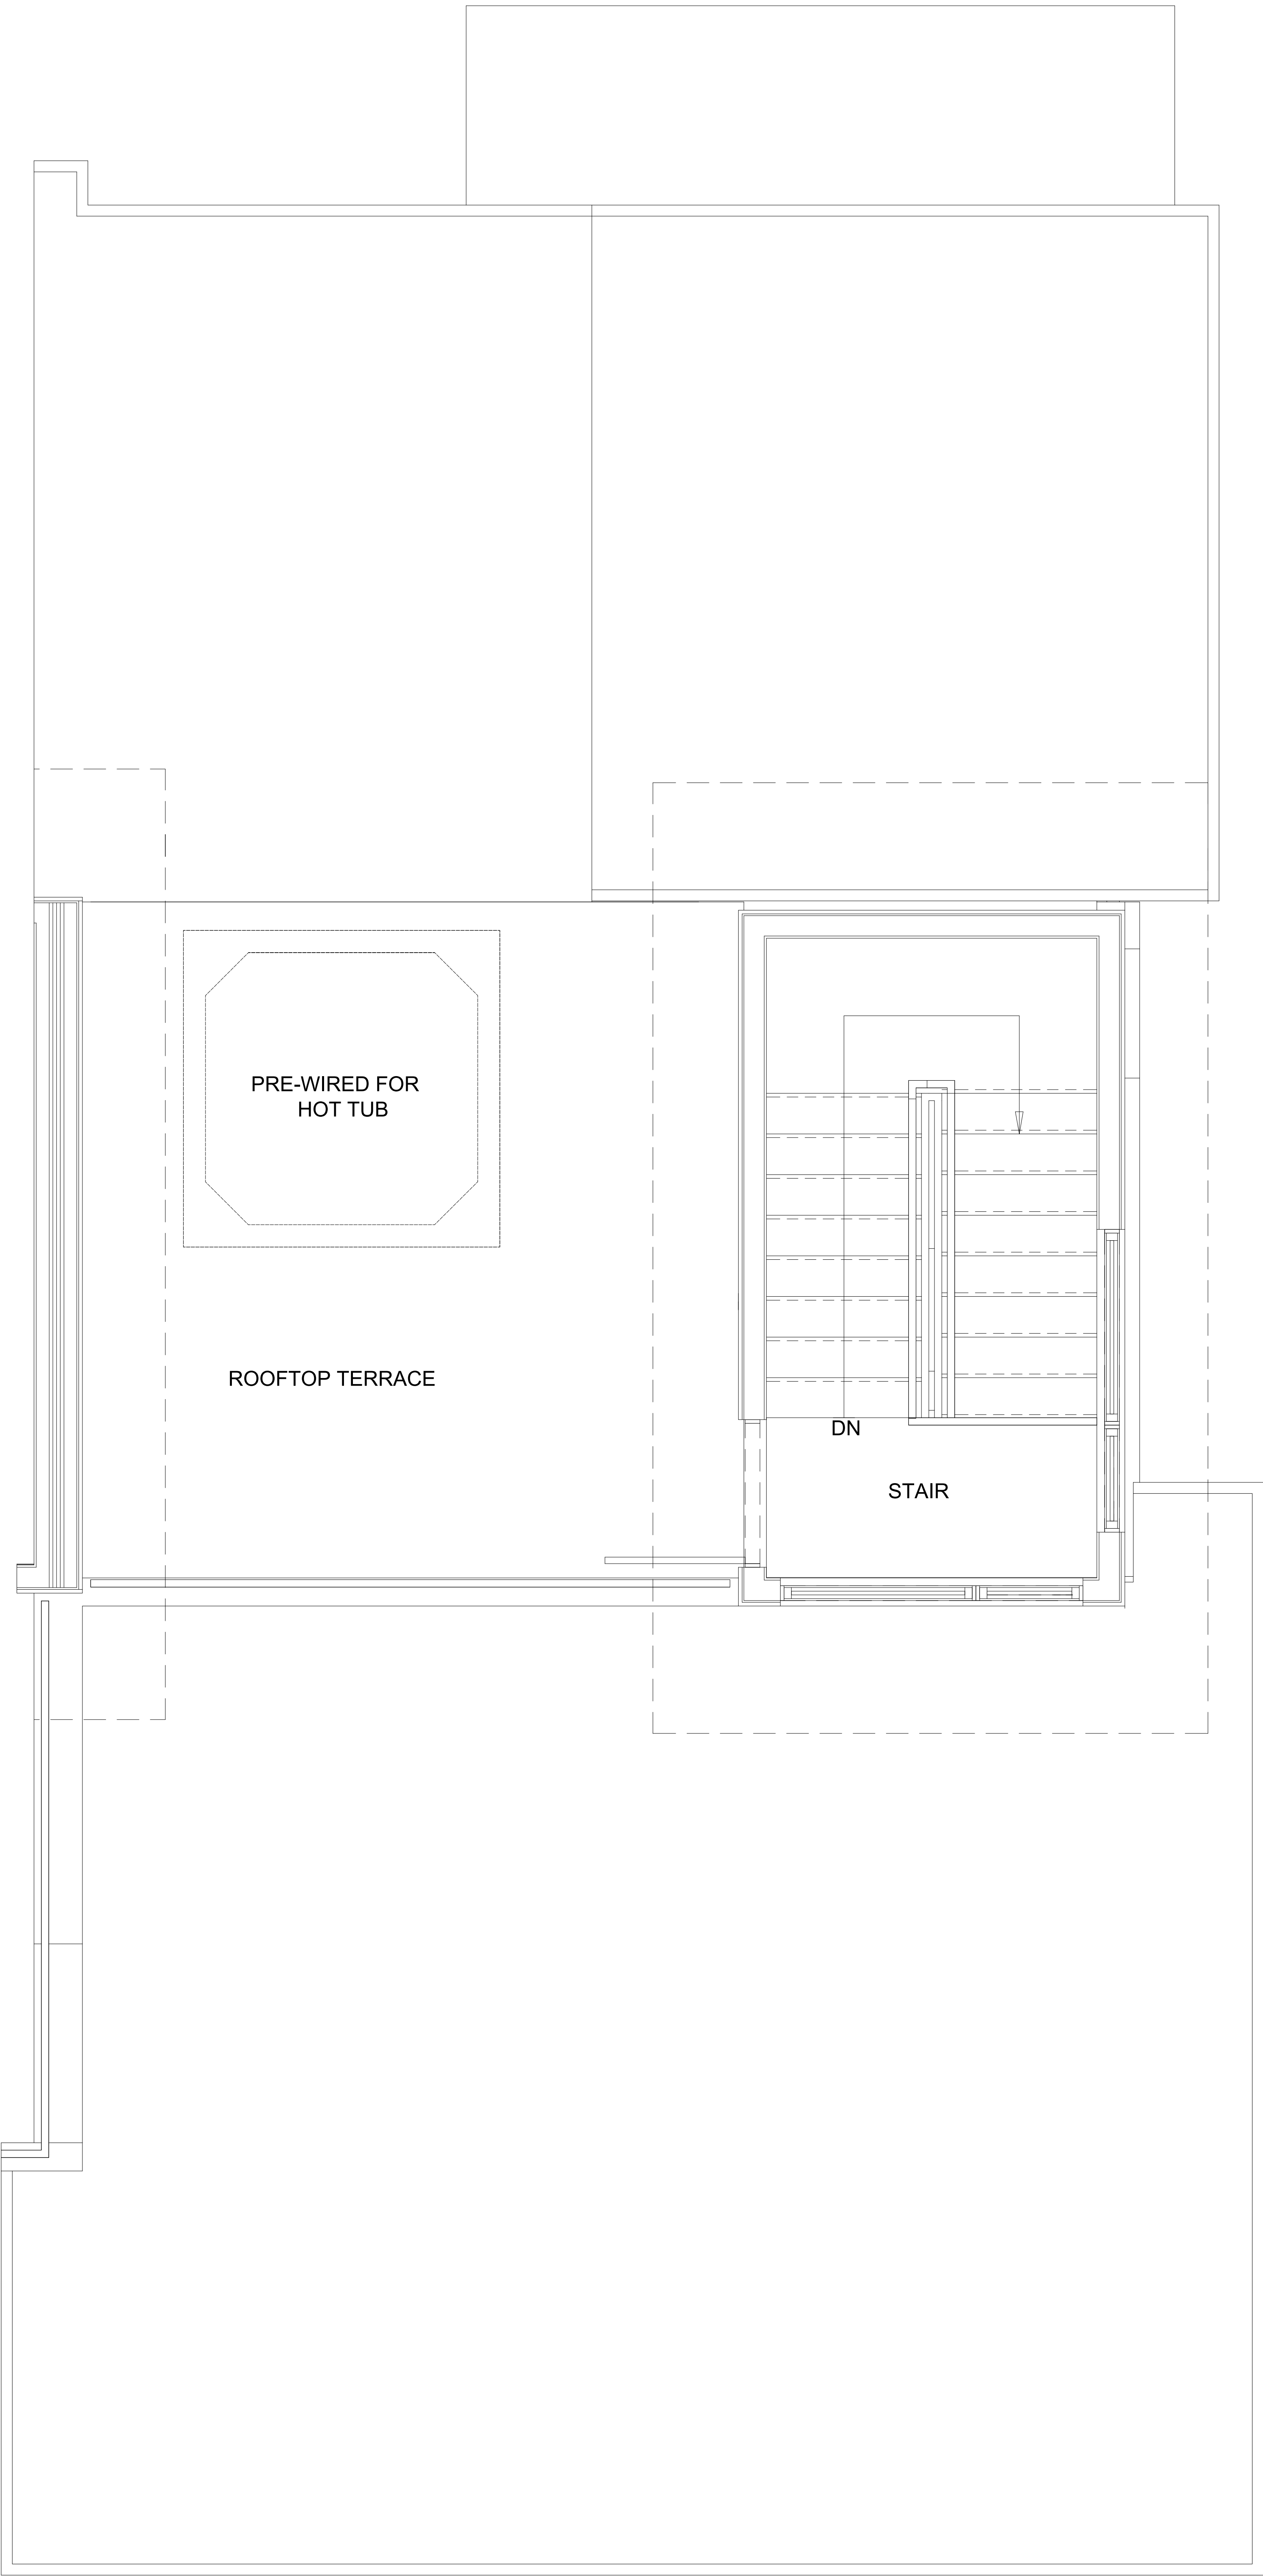 PRE-WIRED FOR
HOT TUB
ROOFTOP TERRACE
DN
STAIR